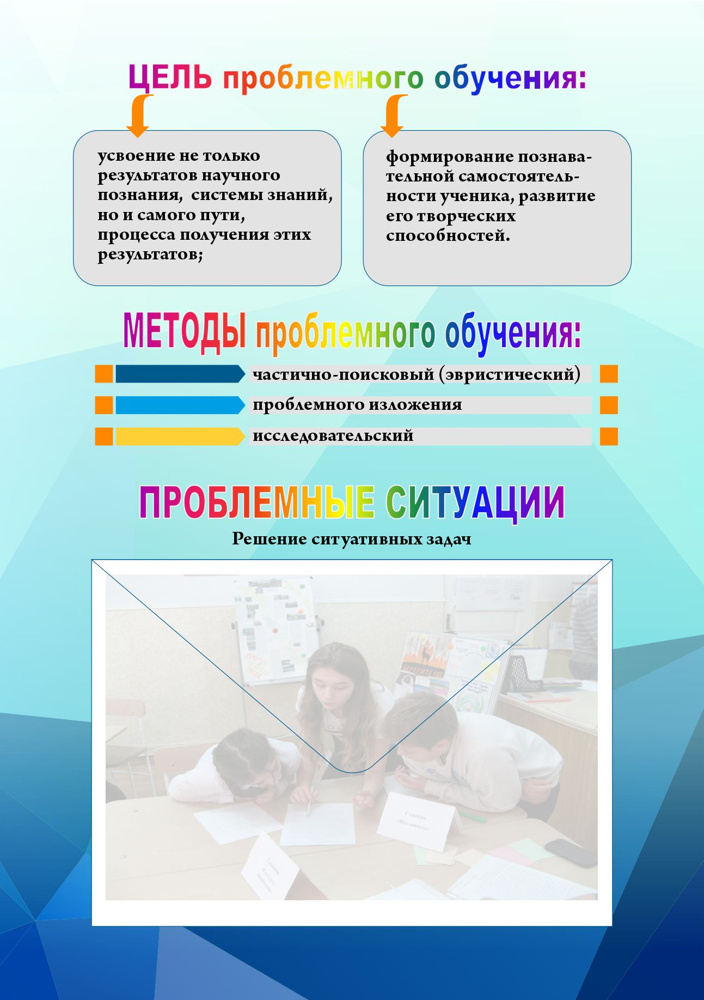 ЦЕЛЬ проблемного обучения:
усвоение не только
результатов научного
познания, системы знаний,
но и самого пути,
процесса получения этих
результатов;
формирование познава-
тельной самостоятель-
ности ученика, развитие
его творческих
способностей.
МЕТОДЫ проблемного обучения:
частично-поисковый (эвристический)
проблемного изложения
исследовательский
ПРОБЛЕМНЫЕ СИТУАЦИИ
Решение ситуативных задач
БЕРЕГИТЕ ЛЕС
Станция
«Пословицы»
Станция